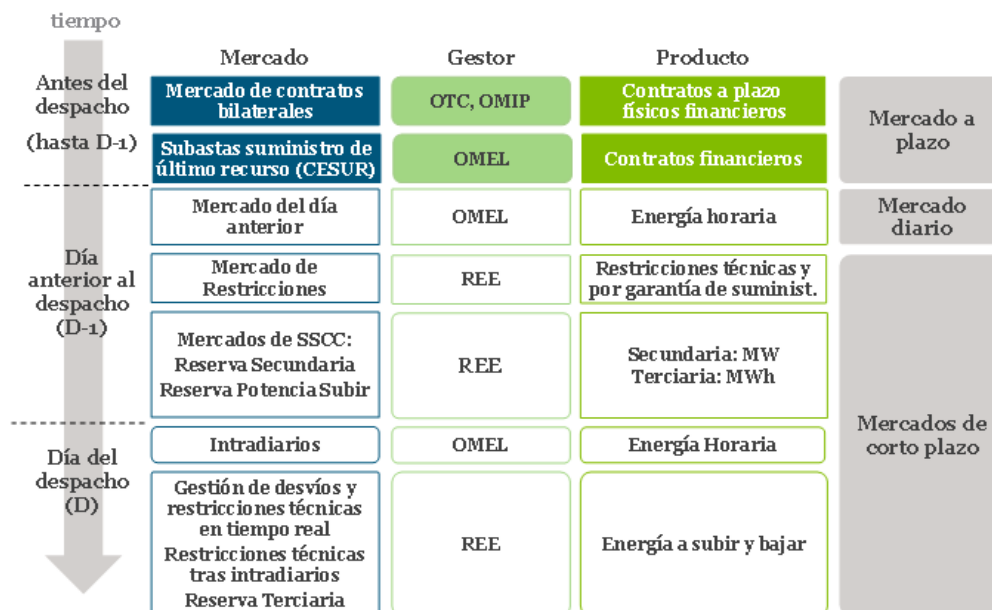 tiempo
Mercado
Gestor
Producto
Antes del
despacho
(hasta D-1)
Mercado de contratos
bilaterales
OTC, OMIP
Contratos a plazo
físicos financieros
Mercado a
plazo
Subastas suministro de
último recurso (CESUR)
OMEL
Contratos financieros
Día
anterior al
despacho
(D-1)
Mercado del día
anterior
OMEL
Energía horaria
Mercado
diario
Mercado de
Restricciones
REE
Restricciones técnicas y
por garantía de suminist.
Mercados de SSCC:
Reserva Secundaria
Reserva Potencia Subir
REE
Secundaria: MW
Terciaria: MWh
Mercados de
corto plazo
Día del
despacho
(D)
Intradiarios
OMEL
Energía Horaria
Gestión de desvíos y
restricciones técnicas
en tiempo real
Restricciones técnicas
tras intradiarios
Reserva Terciaria
REE
Energía a subir y bajar